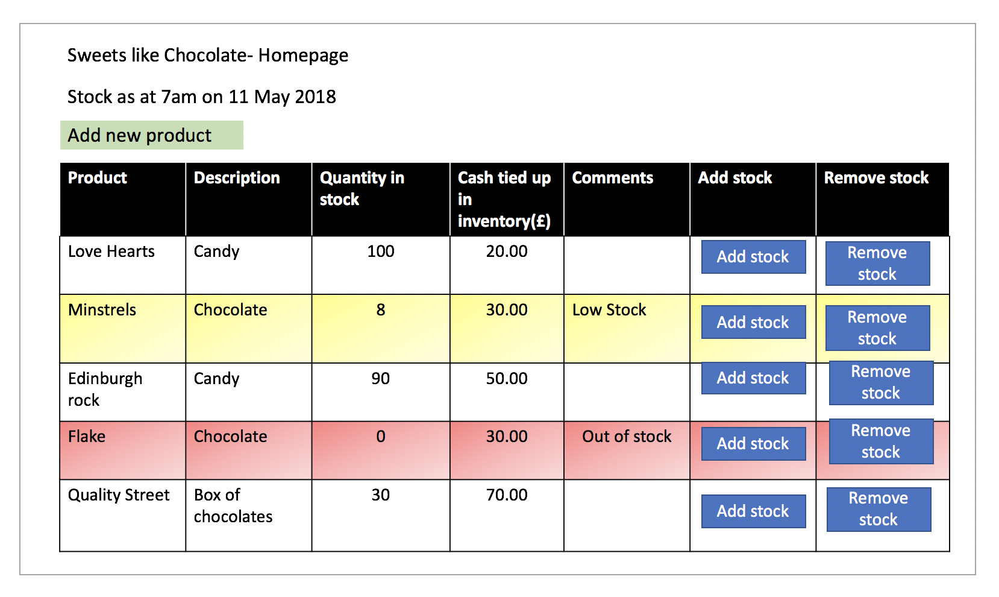 Sweets like Chocolate- Homepage
Stock as at 7am on 11 May 2018
Add new product
Product Description Quantity in stock Cash tied up in inventory(£) Comments Add stock Remove stock
Love Hearts Candy 100 20.00 Add stock Remove stock
Minstrels Chocolate 8 30.00 Low Stock Add stock Remove stock
Edinburgh rock Candy 90 50.00 Add stock Remove stock
Flake Chocolate 0 30.00 Out of stock Add stock Remove stock
Quality Street Box of chocolates 30 70.00 Add stock Remove stock